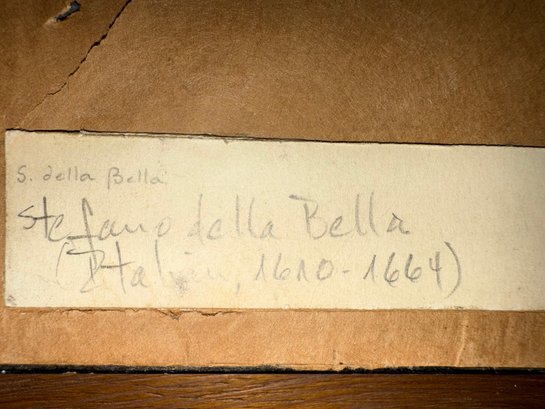 S. della Bella
Stefano della Bella
(Italian, 1610-1664)